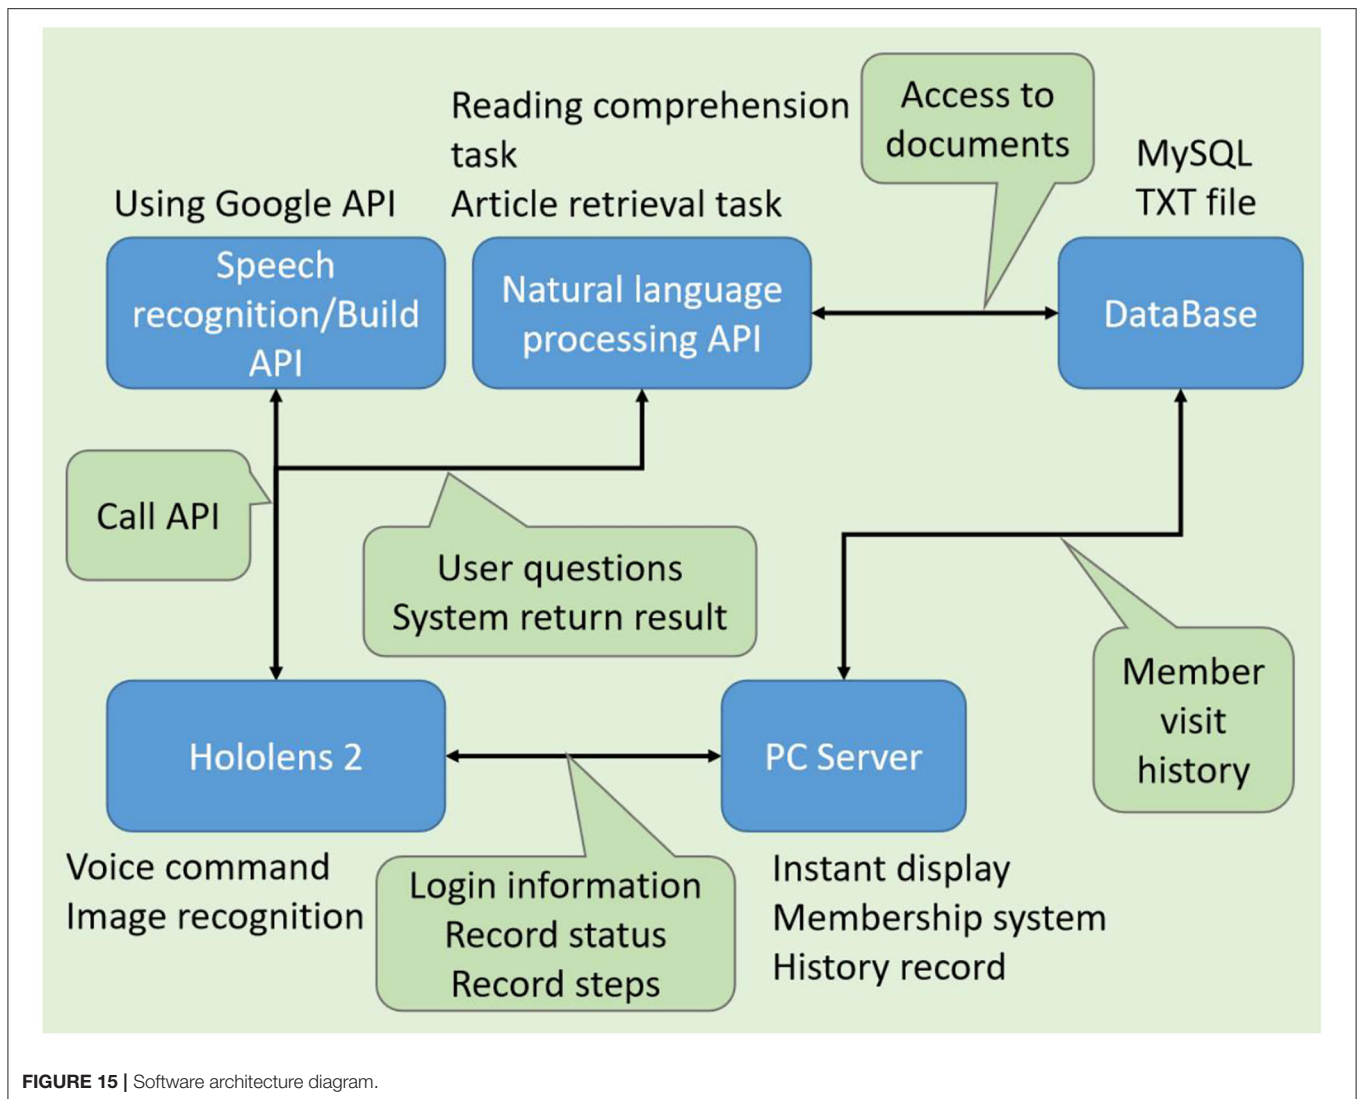 Reading comprehension
task
Article retrieval task
Access to
documents
MySQL
TXT file
Using Google API
Speech
recognition/Build
API
Natural language
processing API
DataBase
Call API
User questions
System return result
Member
visit
history
Hololens 2
PC Server
Voice command
Image recognition
Login information
Record status
Record steps
Instant display
Membership system
History record
FIGURE 15 | Software architecture diagram.